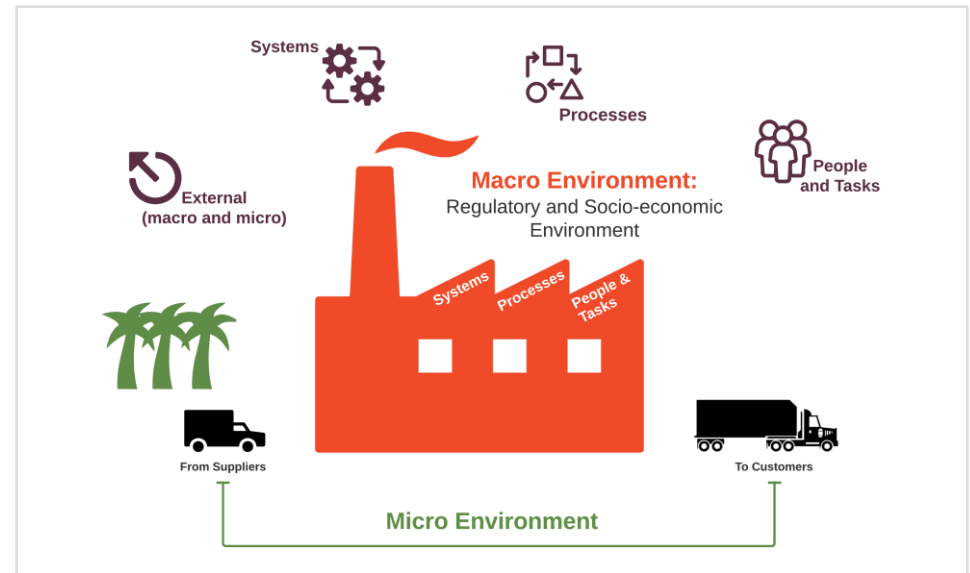 Systems
Processes
People
and Tasks
External
(macro and micro)
Macro Environment:
Regulatory and Socio-economic
Environment
Systems
Processes
People &
Tasks
From Suppliers
To Customers
Micro Environment